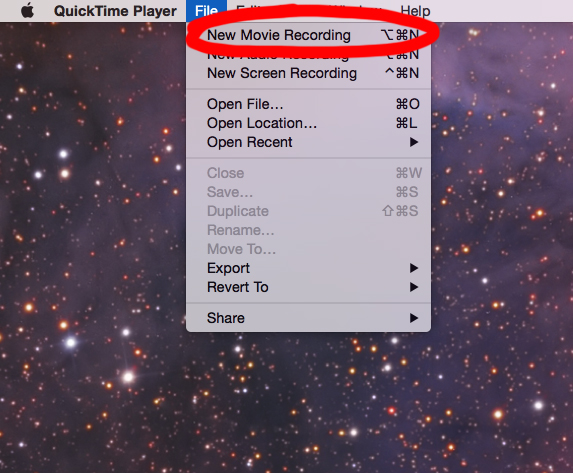 QuickTime Player File Edit Window Help
New Movie Recording ⌥⌘N
New Audio Recording ⌥⌘N
New Screen Recording ^⌘N
Open File... ⌘O
Open Location... ⌘L
Open Recent ▶
Close ⌘W
Save... ⌘S
Duplicate ⇧⌘S
Rename...
Move To...
Export ▶
Revert To ▶
Share ▶